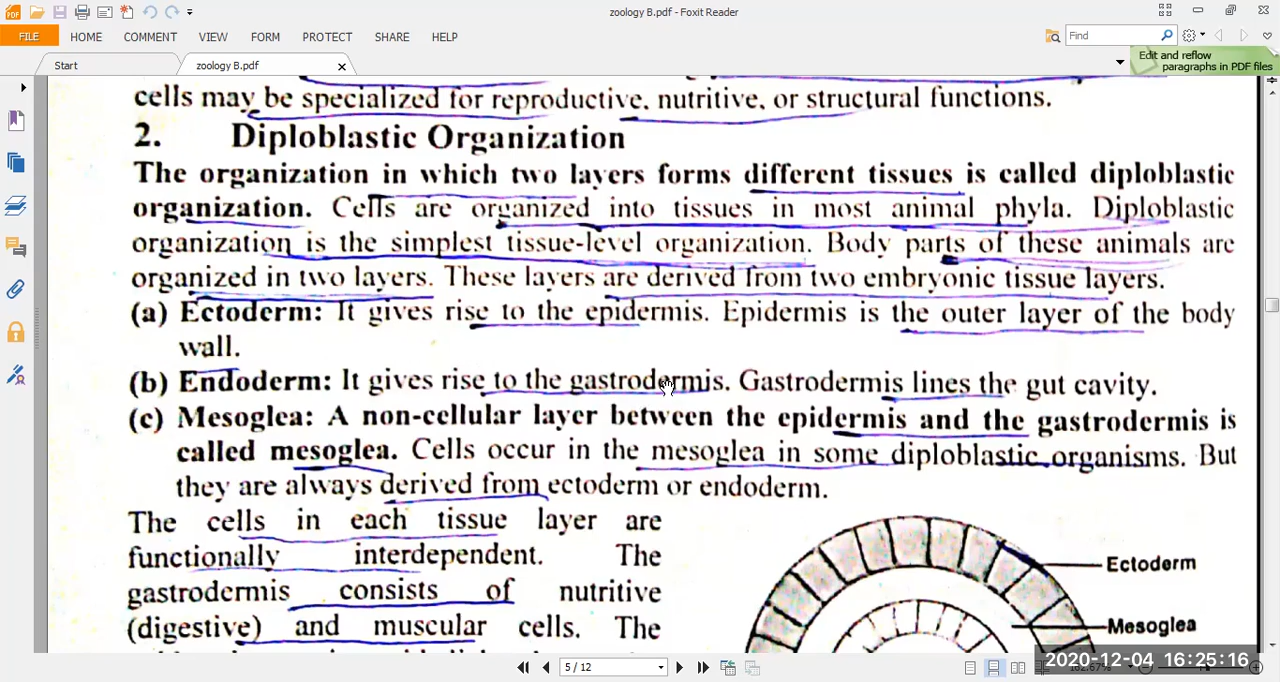 zoology B.pdf - Foxit Reader
FILE HOME COMMENT VIEW FORM PROTECT SHARE HELP
Find
Start
zoology B.pdf
Edit and reflow
paragraphs in PDF files
cells may be specialized for reproductive, nutritive, or structural functions.
2. Diploblastic Organization
The organization in which two layers forms different tissues is called diploblastic
organization. Cells are organized into tissues in most animal phyla. Diploblastic
organization is the simplest tissue-level organization. Body parts of these animals are
organized in two layers. These layers are derived from two embryonic tissue layers.
(a) Ectoderm: It gives rise to the epidermis. Epidermis is the outer layer of the body
wall.
(b) Endoderm: It gives rise to the gastrodermis. Gastrodermis lines the gut cavity.
(c) Mesoglea: A non-cellular layer between the epidermis and the gastrodermis is
called mesoglea. Cells occur in the mesoglea in some diploblastic organisms. But
they are always derived from ectoderm or endoderm.
The cells in each tissue layer are
functionally interdependent. The
gastrodermis consists of nutritive
(digestive) and muscular cells. The
Ectoderm
Mesoglea
5 / 12
2020-12-04 16:25:16